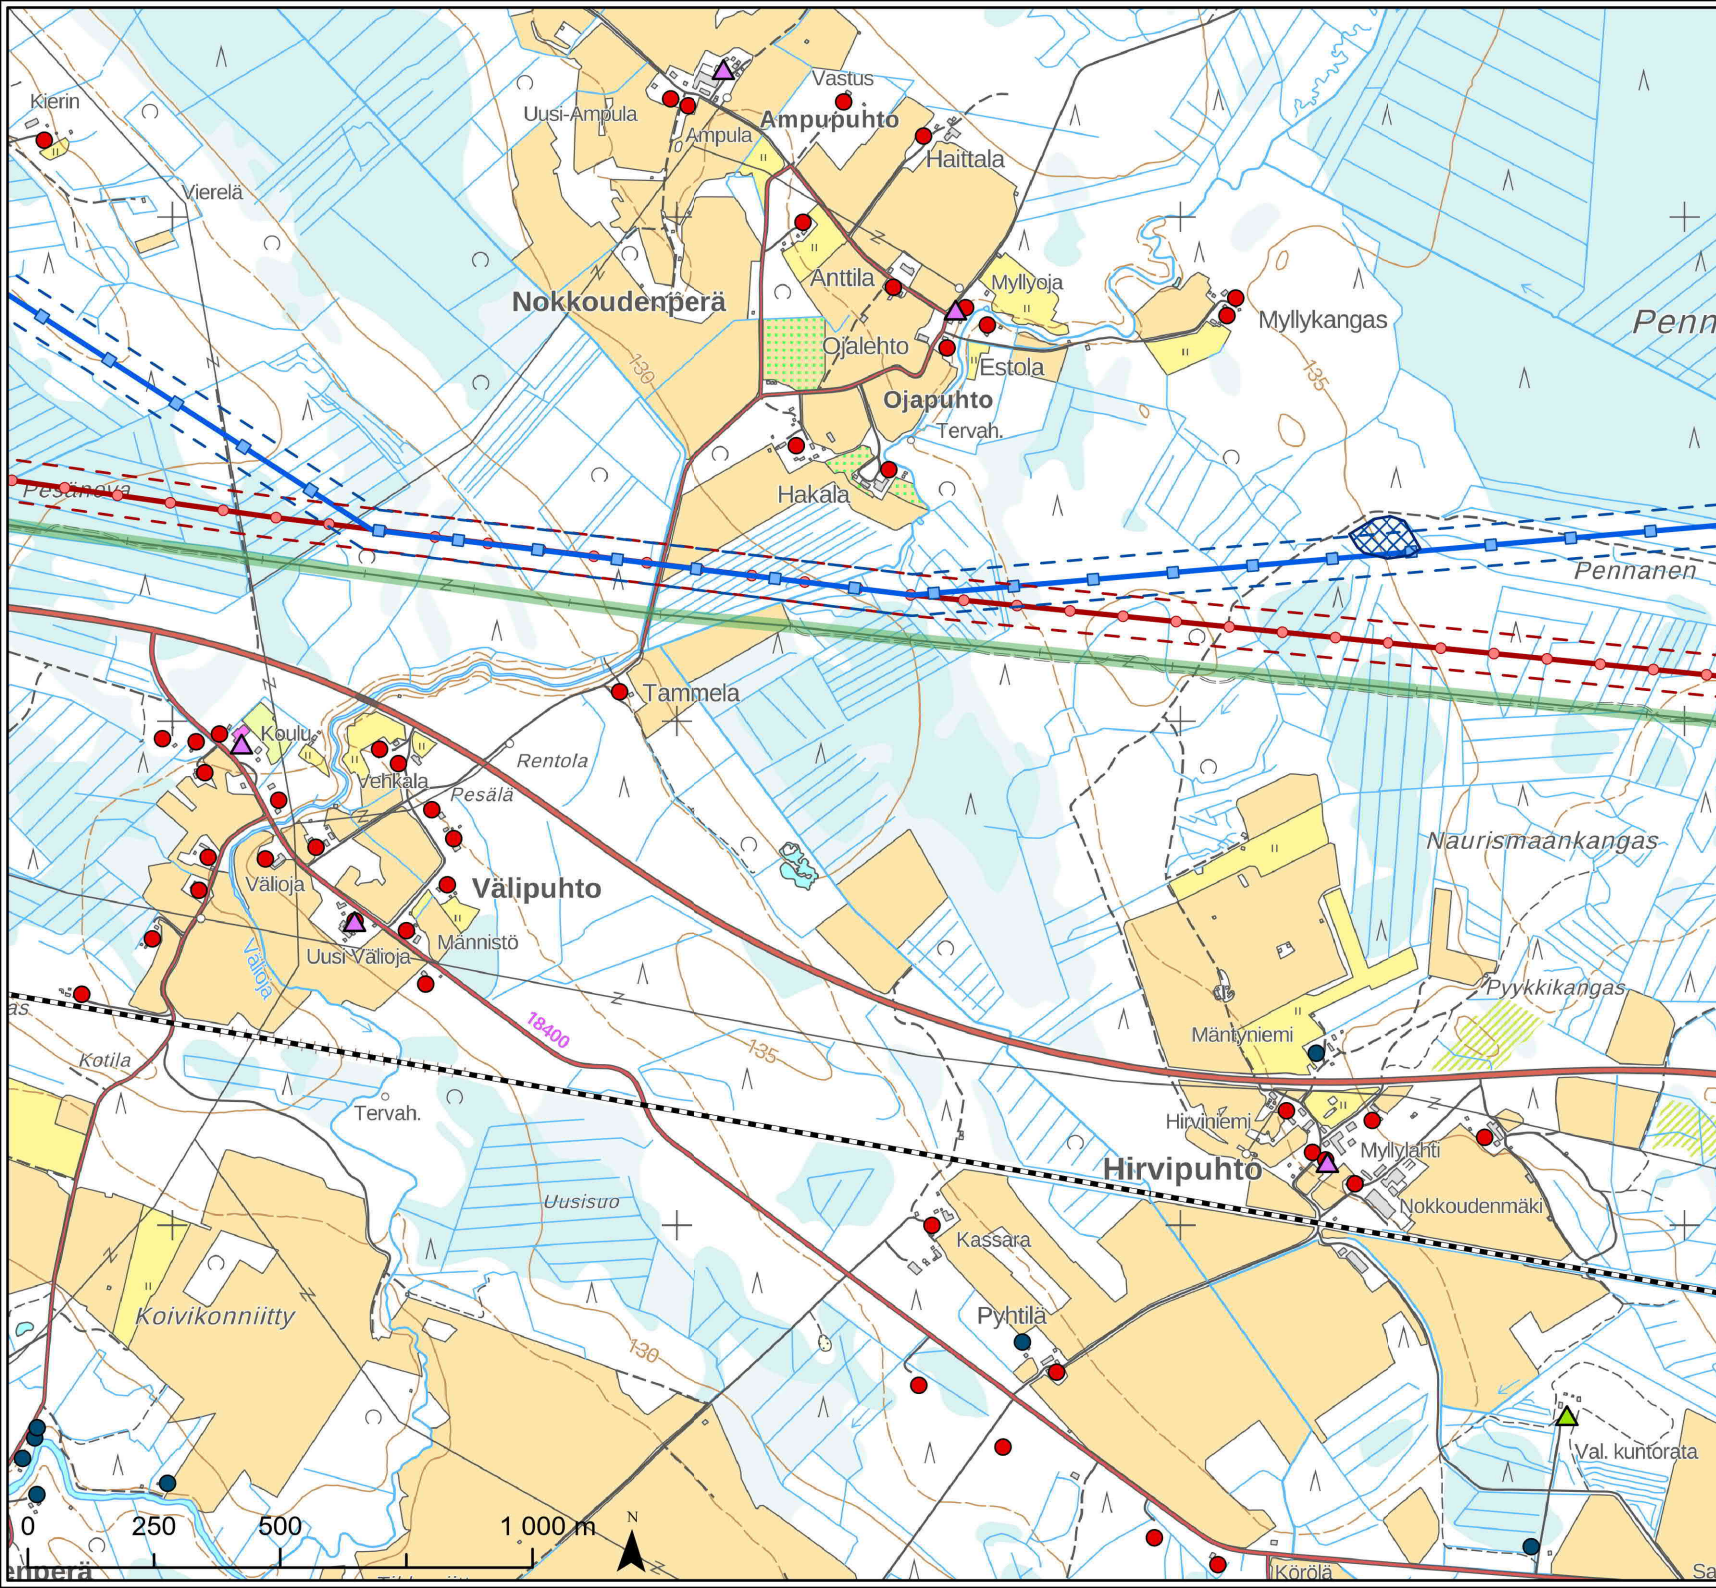 Kierin
Vastus
Uusi-Ampula
Ampupuhto
Ampula
Haittala
Vierelä
Anttila
Myllyoja
Nokkoudenperä
Myllykangas
Penn
Ojalehto
Estola
130
135
Ojapuhto
Tervah.
Pesäneva
Hakala
Pennanen
Tammela
Koulu
Rentola
Vehkala
Pesälä
Naurismaankangas
Välioja
Välipuhto
Männistö
Uusi Välioja
Välioja
Pyykkikangas
as
18400
Mäntyniemi
135
Kotila
Tervah.
Hirviniemi
Myllylahti
Hirvipuhto
Uusisuo
Nokkoudenmäki
Kassara
Koivikonniitty
Pyhtilä
130
Val. kuntorata
0 250 500 1 000 m
N
enperä
Körölä
Sa